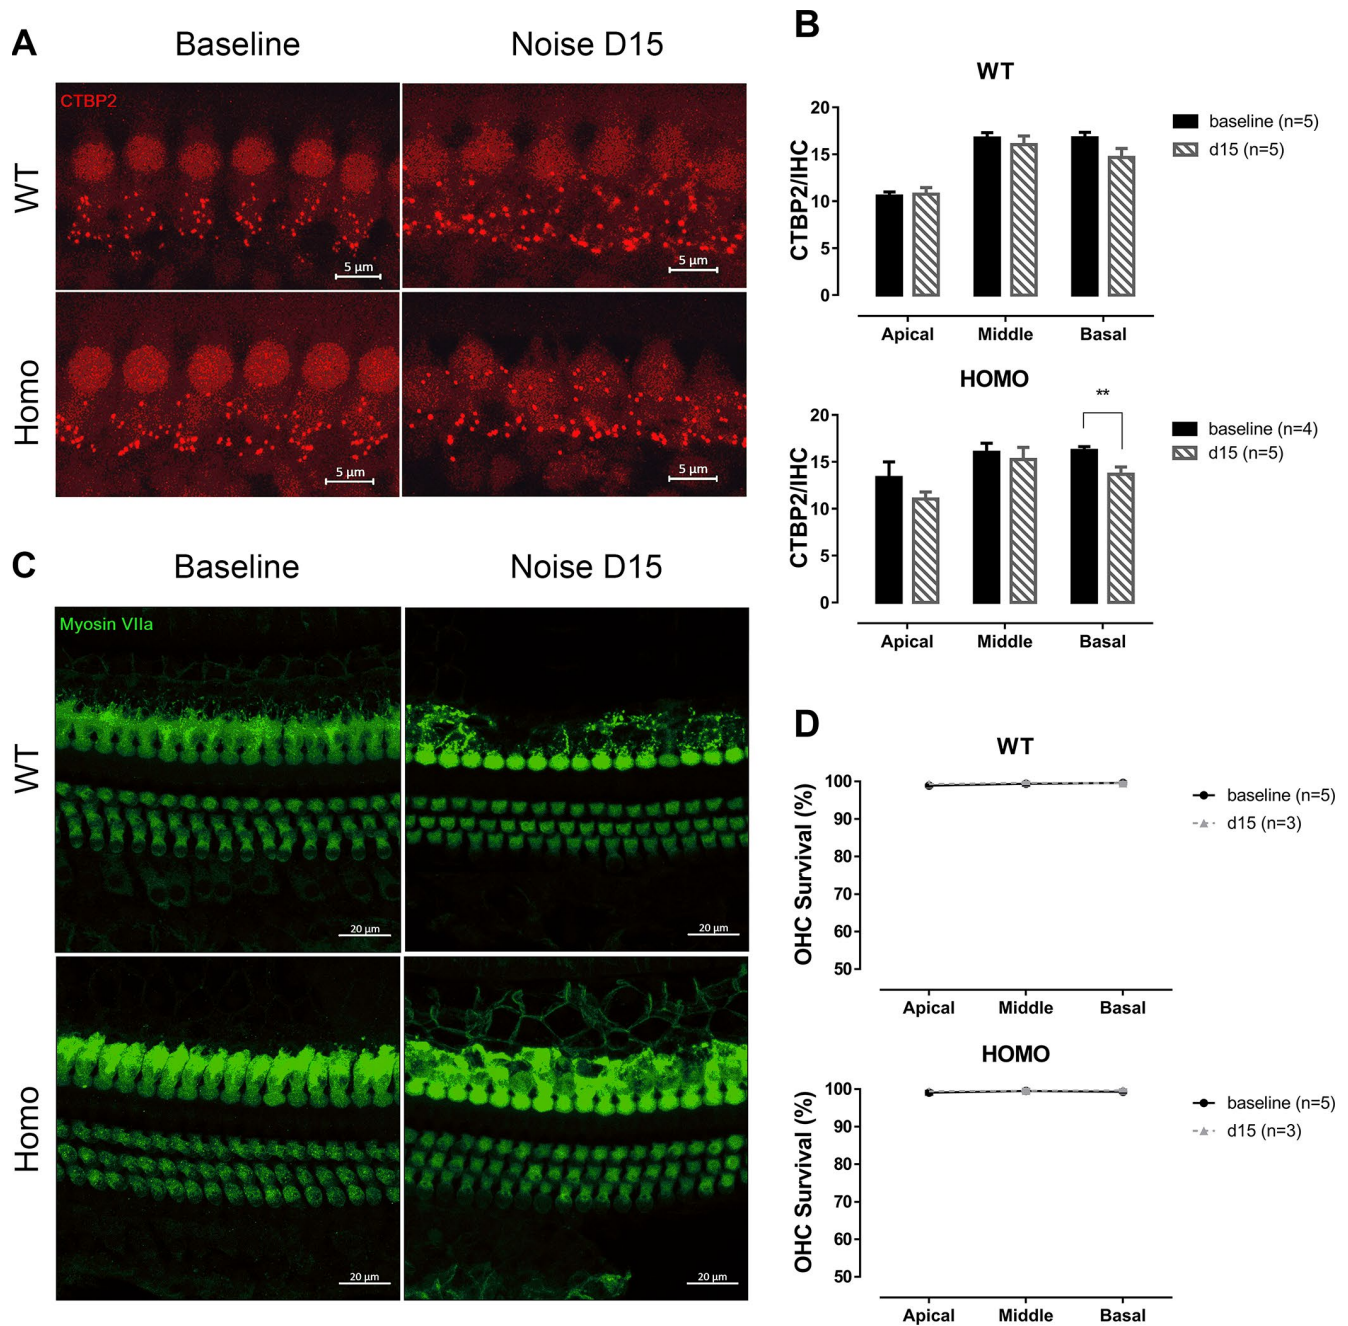 A
Baseline
Noise D15
CTBP2
WT
5 µm
5 µm
Homo
5 µm
5 µm
B
WT
CTBP2/IHC
20
15
10
5
0
Apical
Middle
Basal
baseline (n=5)
d15 (n=5)
HOMO
**
CTBP2/IHC
20
15
10
5
0
Apical
Middle
Basal
baseline (n=4)
d15 (n=5)
C
Baseline
Noise D15
Myosin VIIa
WT
20 µm
20 µm
Homo
20 µm
20 µm
D
WT
OHC Survival (%)
100
90
80
70
60
50
Apical
Middle
Basal
baseline (n=5)
d15 (n=3)
HOMO
OHC Survival (%)
100
90
80
70
60
50
Apical
Middle
Basal
baseline (n=5)
d15 (n=3)